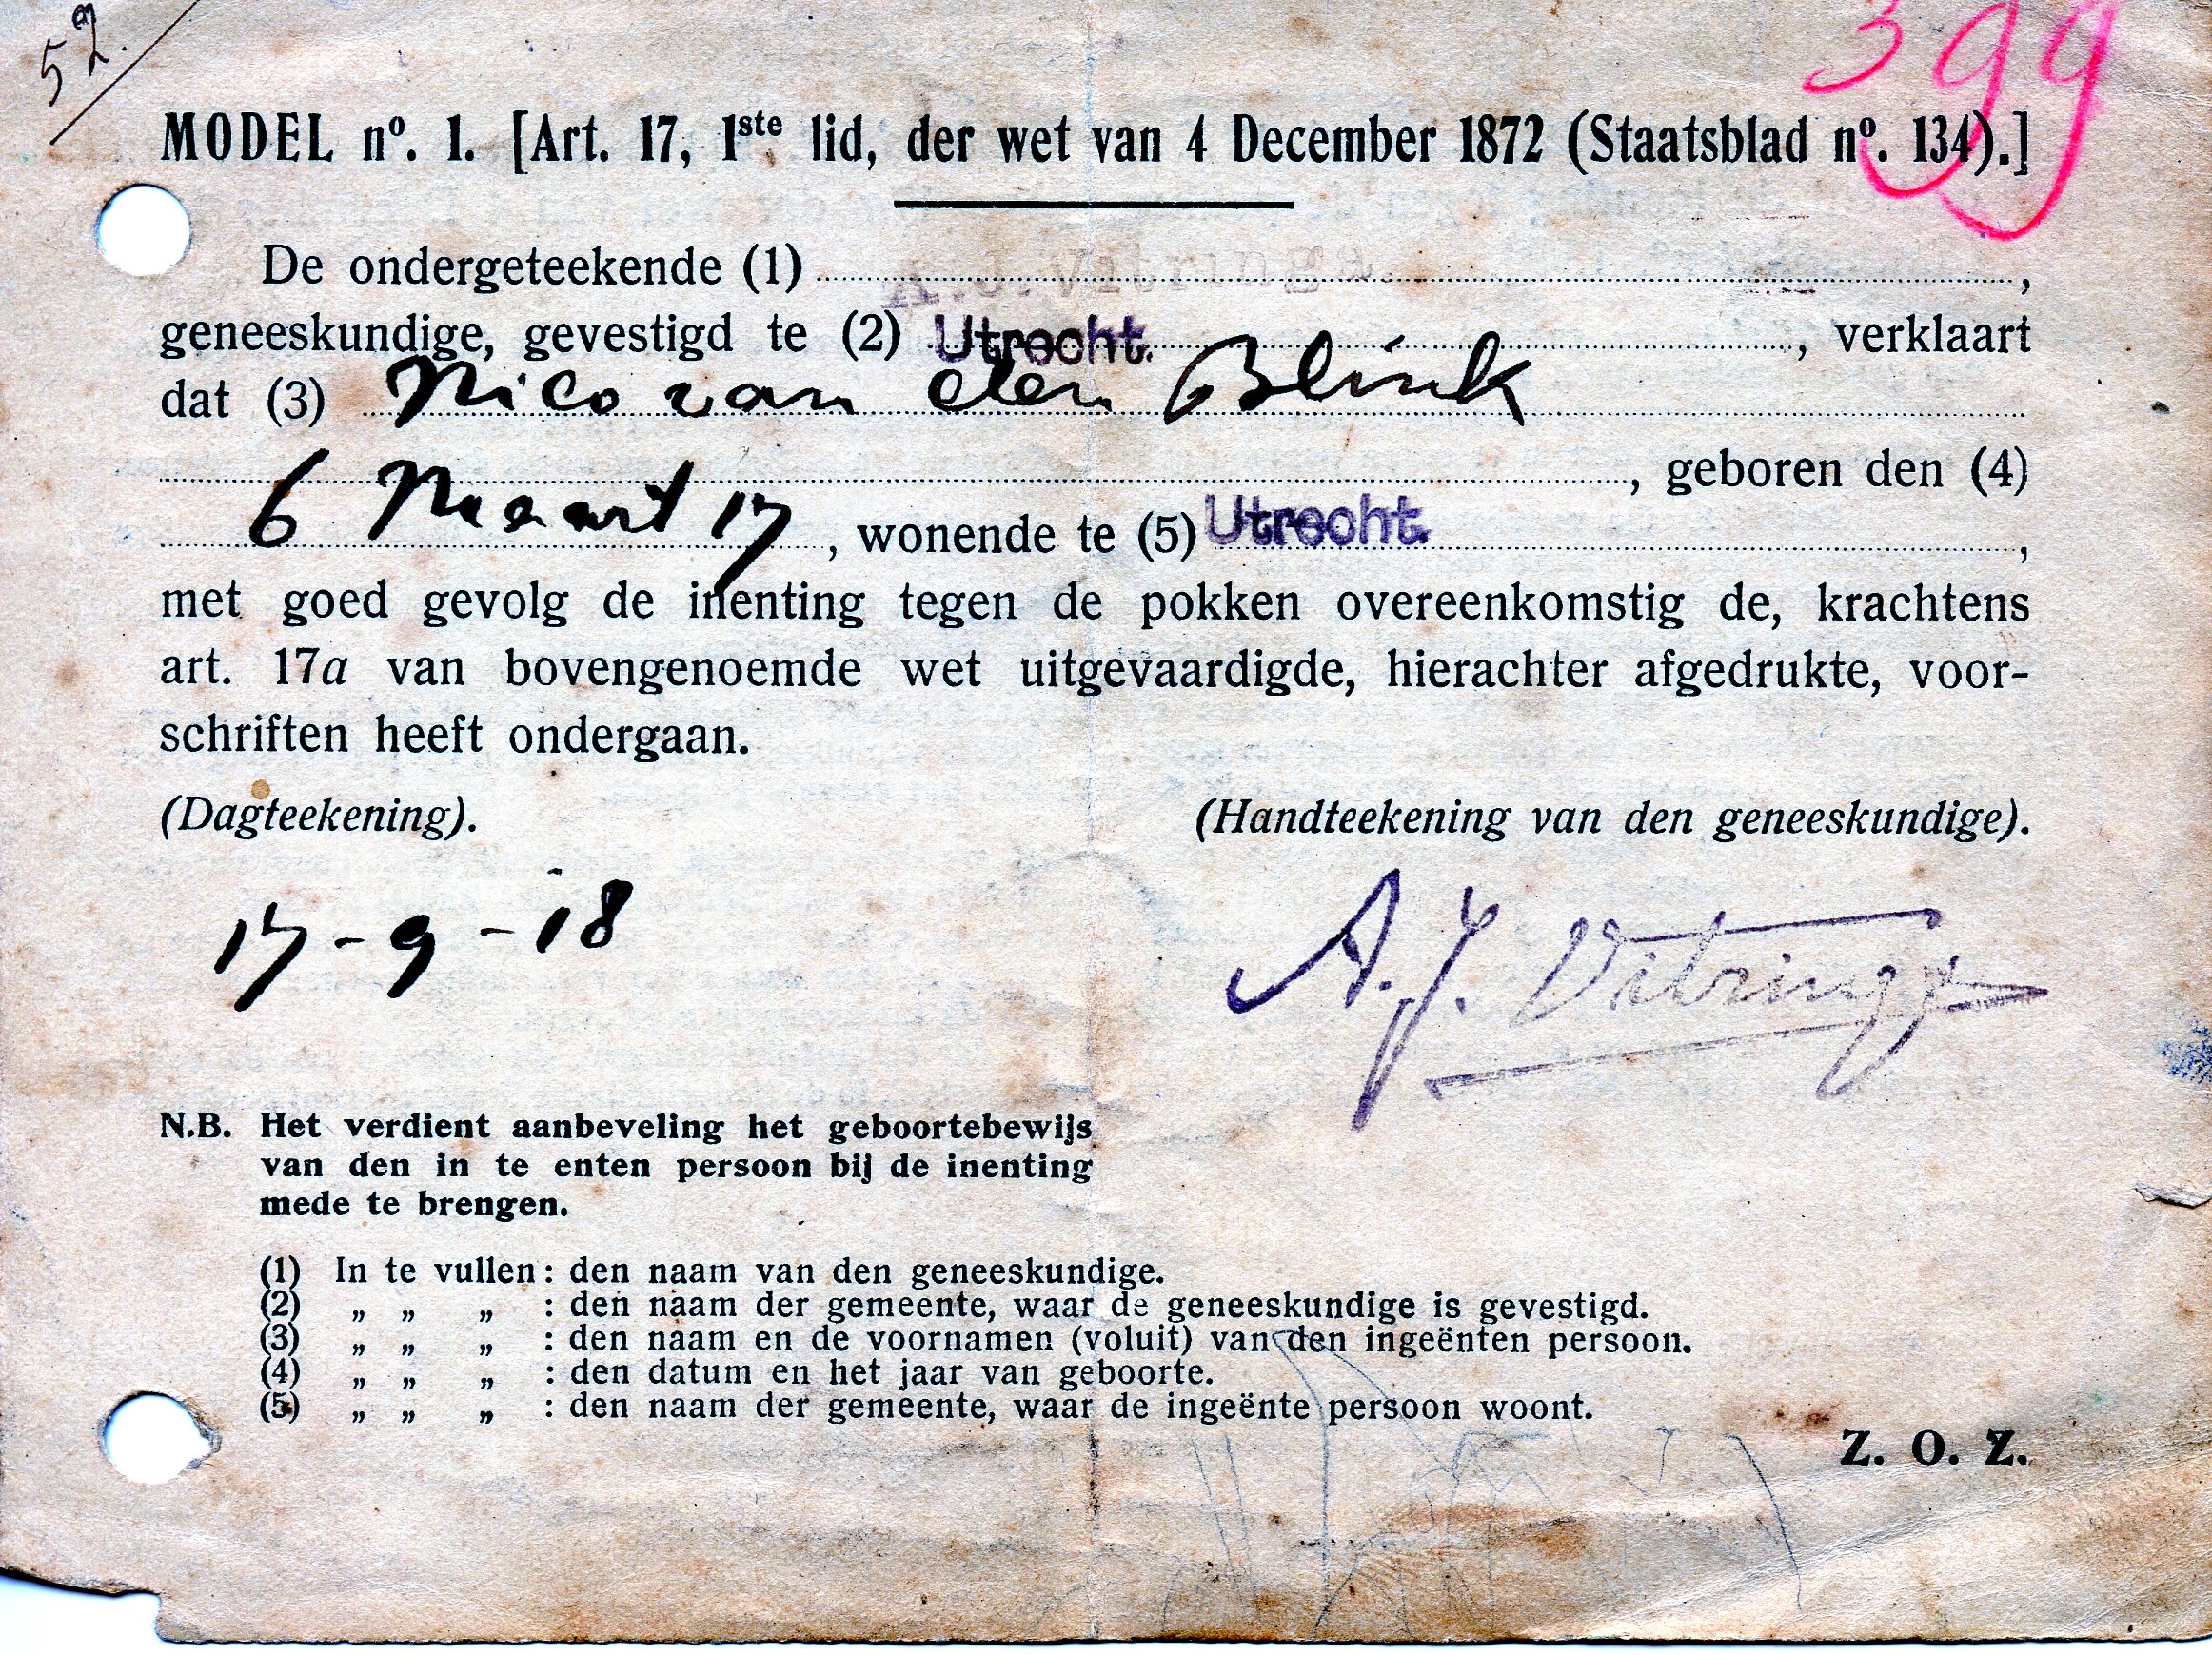 52.
399
MODEL nº. 1. [Art. 17, 1ste lid, der wet van 4 December 1872 (Staatsblad nº. 134).]
De ondergeteekende (1) A. J. Vitringa.,
geneeskundige, gevestigd te (2) Utrecht., verklaart
dat (3) Nico van den Blink
, geboren den (4)
6 Maart 17, wonende te (5) Utrecht.,
met goed gevolg de inenting tegen de pokken overeenkomstig de, krachtens
art. 17a van bovengenoemde wet uitgevaardigde, hierachter afgedrukte, voor-
schriften heeft ondergaan.
(Dagteekening). (Handteekening van den geneeskundige).
17-9-18 A. J. Vitringa
N.B. Het verdient aanbeveling het geboortebewijs
van den in te enten persoon bij de inenting
mede te brengen.
(1) In te vullen: den naam van den geneeskundige.
(2) „ „ „ : den naam der gemeente, waar de geneeskundige is gevestigd.
(3) „ „ „ : den naam en de voornamen (voluit) van den ingeënten persoon.
(4) „ „ „ : den datum en het jaar van geboorte.
(5) „ „ „ : den naam der gemeente, waar de ingeënte persoon woont.
Z. O. Z.